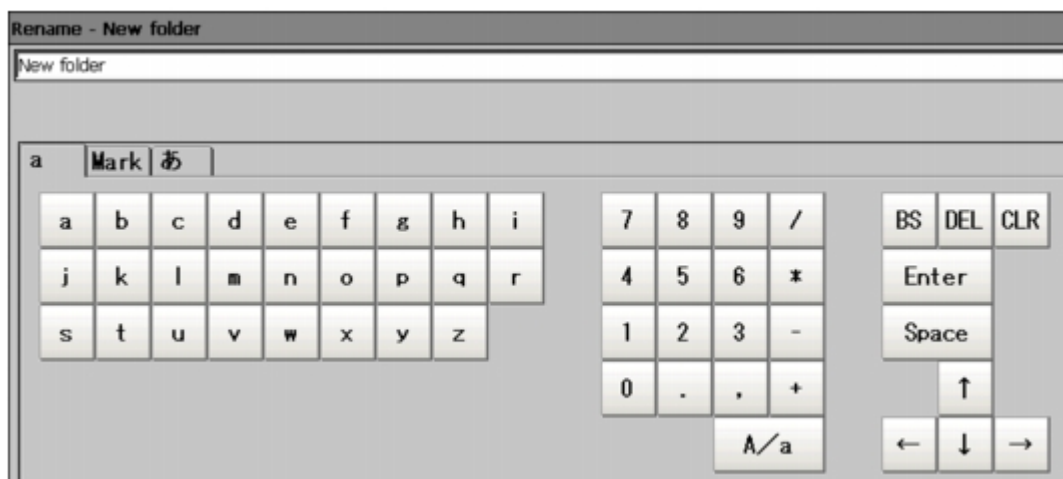 Rename - New folder
New folder
a Mark あ
a b c d e f g h i 7 8 9 / BS DEL CLR
j k l m n o p q r 4 5 6 * Enter
s t u v w x y z 1 2 3 - Space
0 . , + ↑
A/a ← ↓ →